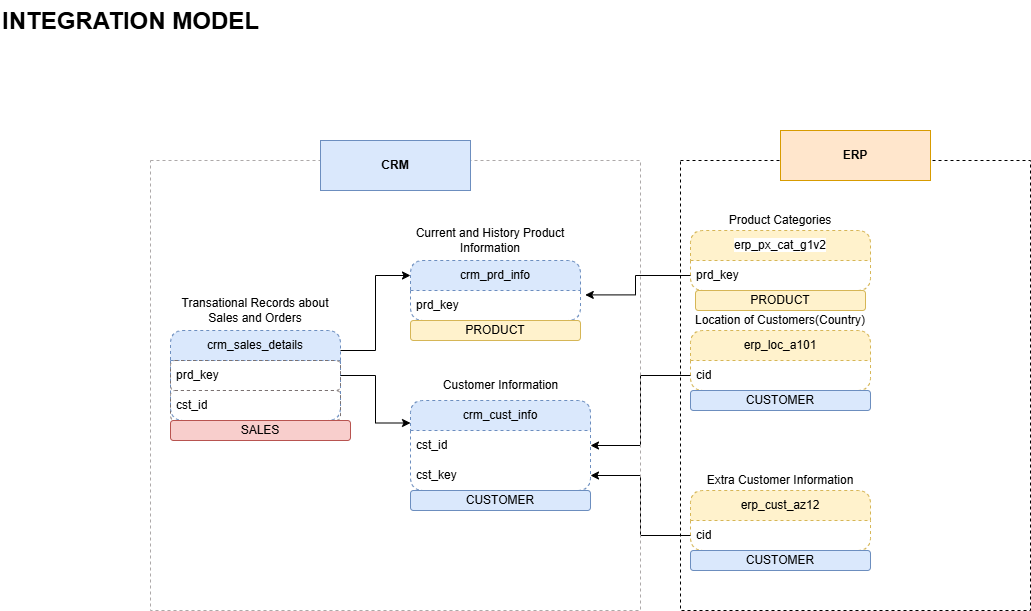 INTEGRATION MODEL
CRM
ERP
Current and History Product
Information
crm_prd_info
prd_key
PRODUCT
Transational Records about
Sales and Orders
crm_sales_details
prd_key
cst_id
SALES
Customer Information
crm_cust_info
cst_id
cst_key
CUSTOMER
Product Categories
erp_px_cat_g1v2
prd_key
PRODUCT
Location of Customers(Country)
erp_loc_a101
cid
CUSTOMER
Extra Customer Information
erp_cust_az12
cid
CUSTOMER